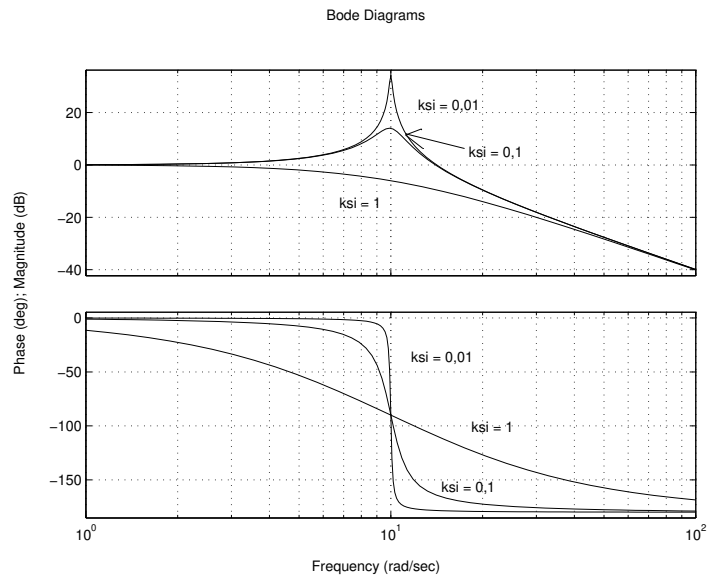 Bode Diagrams
Phase (deg); Magnitude (dB)
20
0
−20
−40
ksi = 0,01
ksi = 0,1
ksi = 1
0
−50
−100
−150
ksi = 0,01
ksi = 1
ksi = 0,1
10^0
10^1
10^2
Frequency (rad/sec)